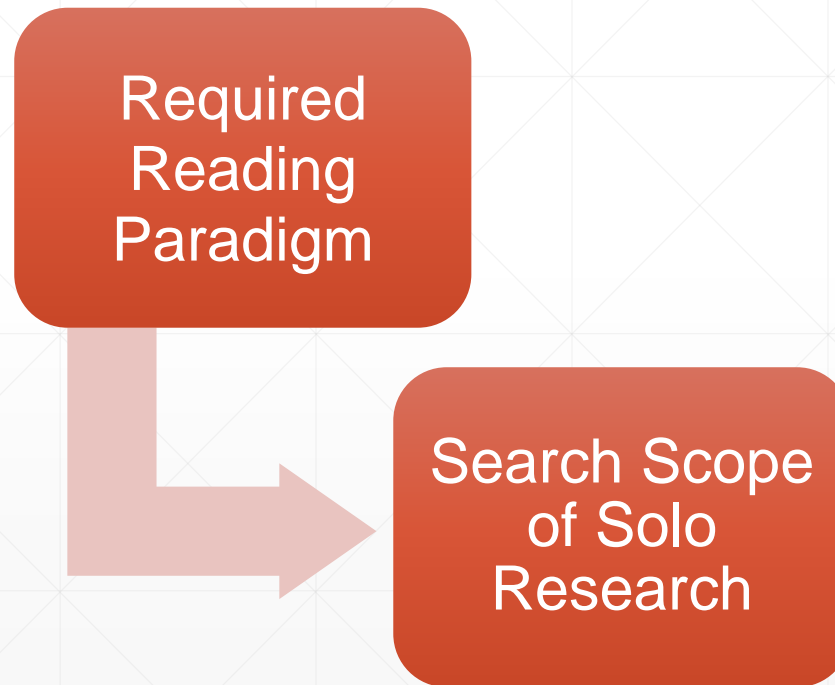 Required
Reading
Paradigm
Search Scope
of Solo
Research